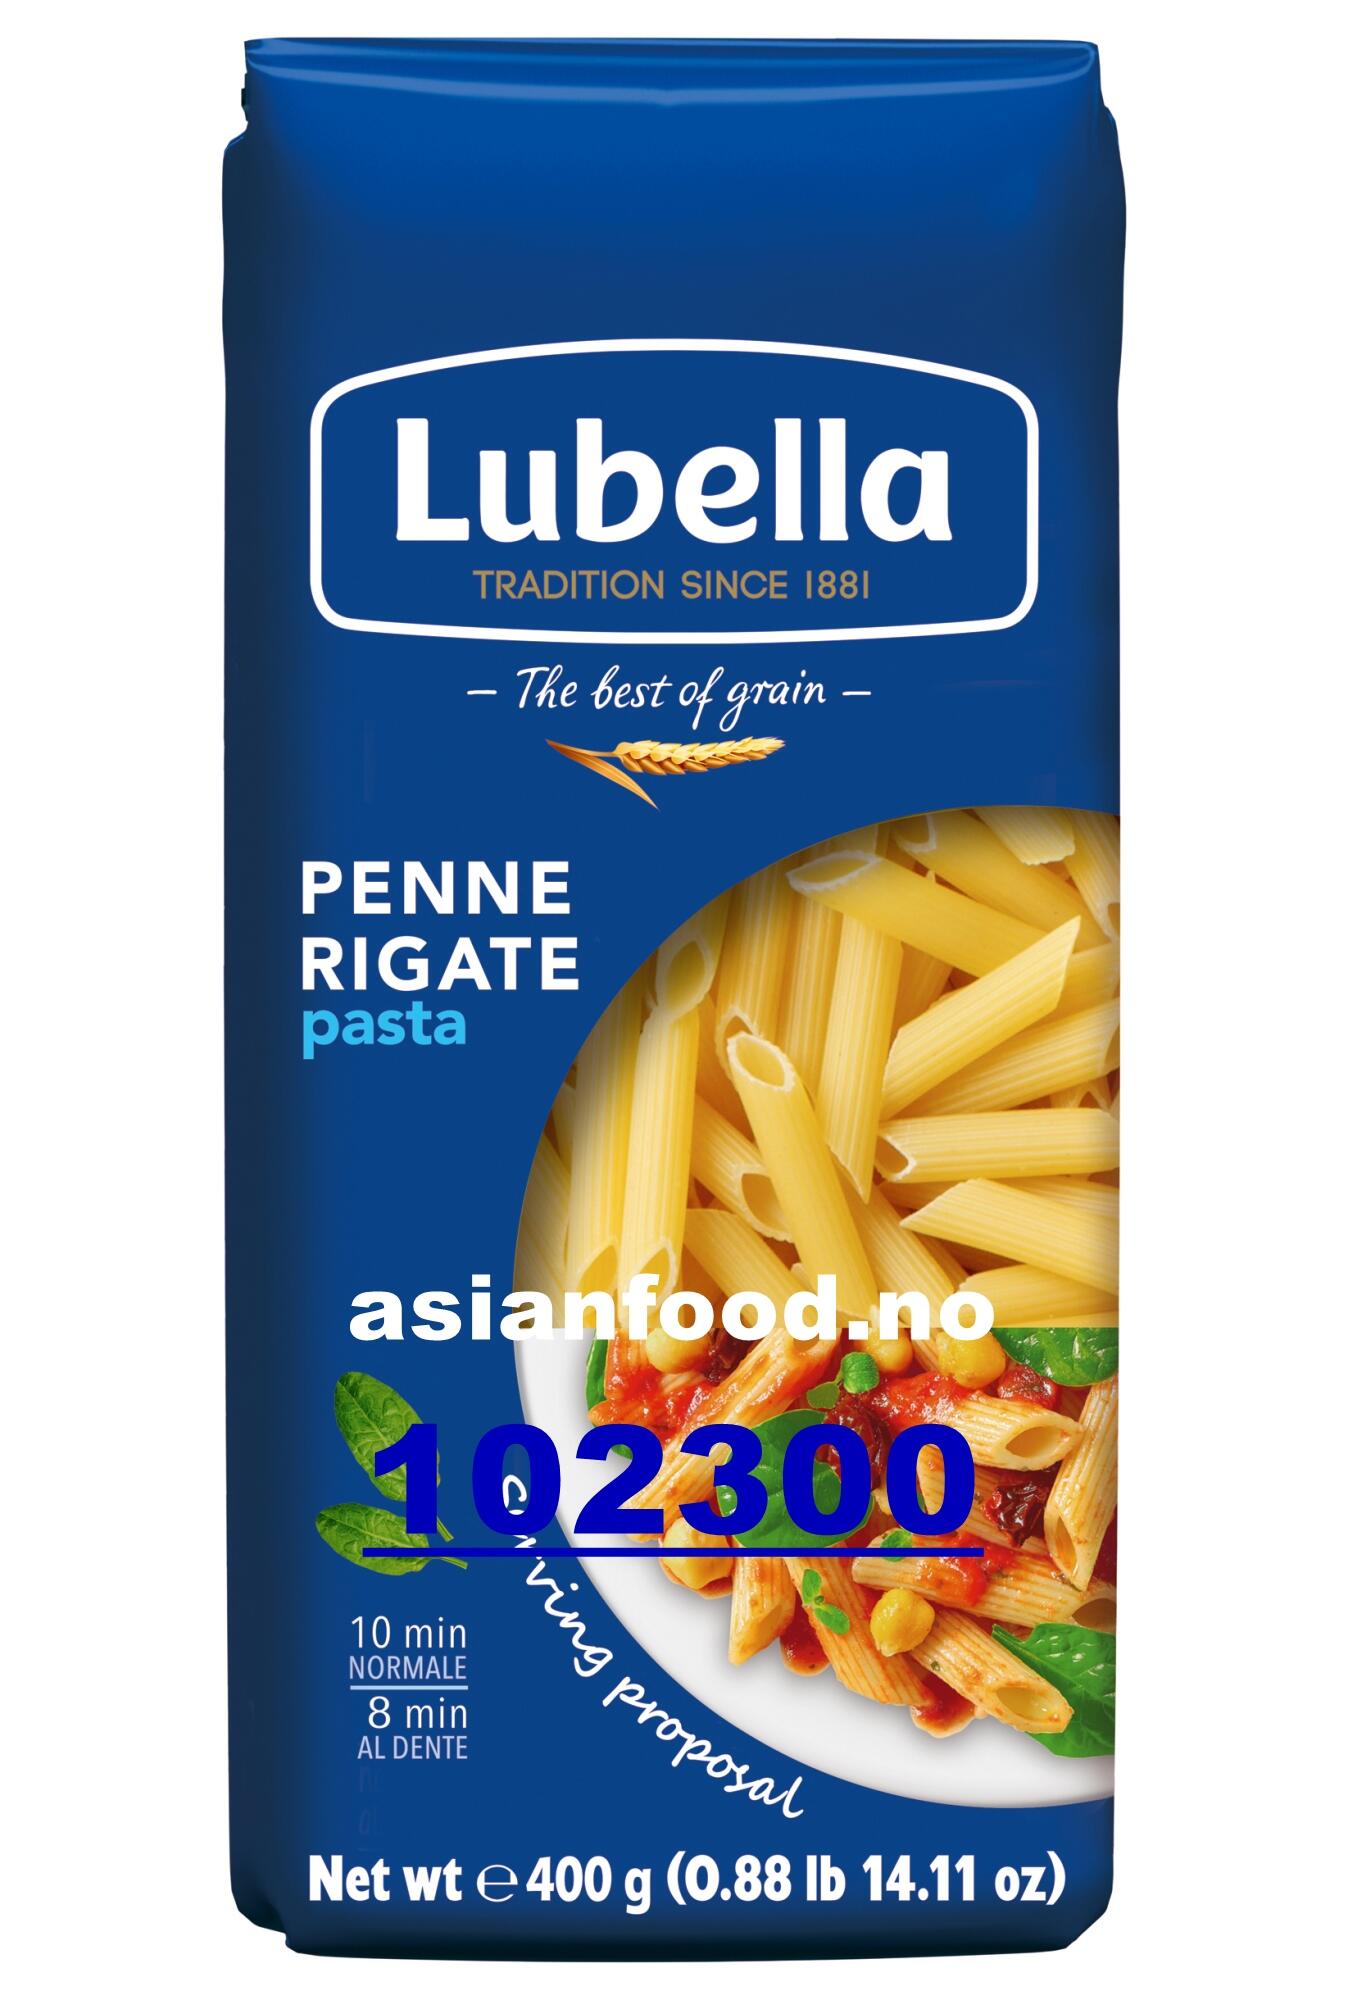 Lubella
TRADITION SINCE 1881
– The best of grain –
PENNE
RIGATE
pasta
asianfood.no
102300
10 min
NORMALE
8 min
AL DENTE
proposal
Net wt ℮ 400 g (0.88 lb 14.11 oz)